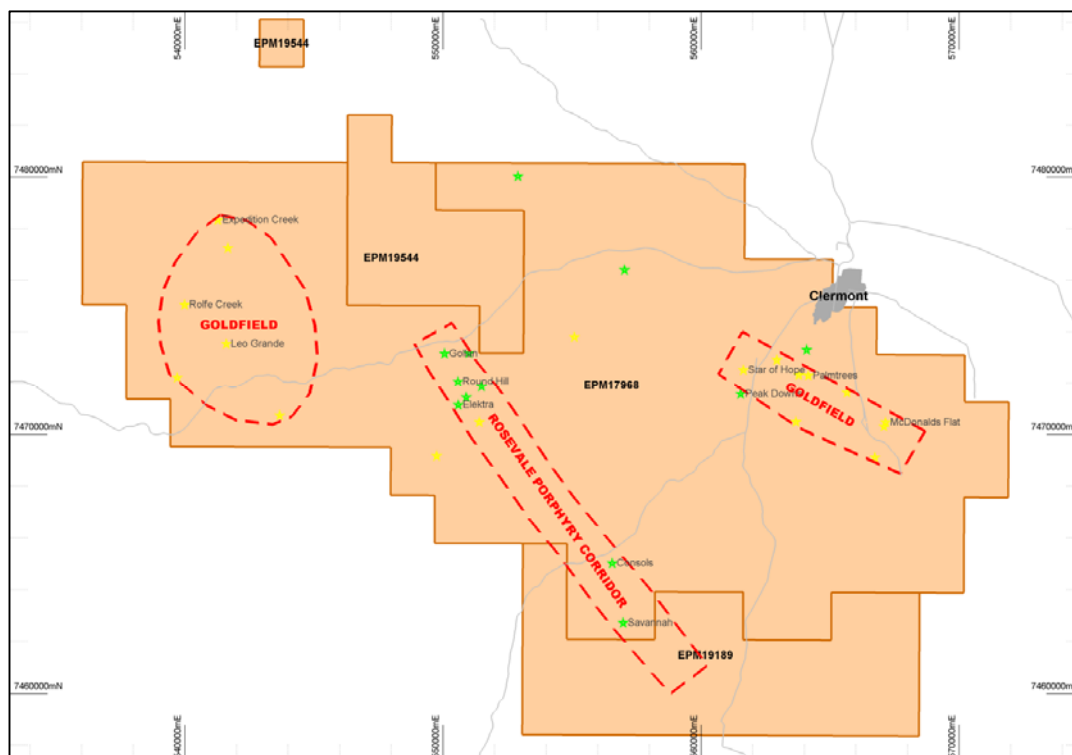 540000mE
550000mE
560000mE
570000mE
EPM19544
7480000mN
7480000mN
Expedition Creek
EPM19544
Rolfe Creek
Clermont
GOLDFIELD
Leo Grande
Golden
Round Hill
EPM17968
Star of Hope
Palmtrees
Elektra
Peak Downs
GOLDFIELD
McDonalds Flat
7470000mN
7470000mN
ROSEVALE PORPHYRY CORRIDOR
Consols
Savannah
EPM19189
7460000mN
7460000mN
540000mE
550000mE
560000mE
570000mE